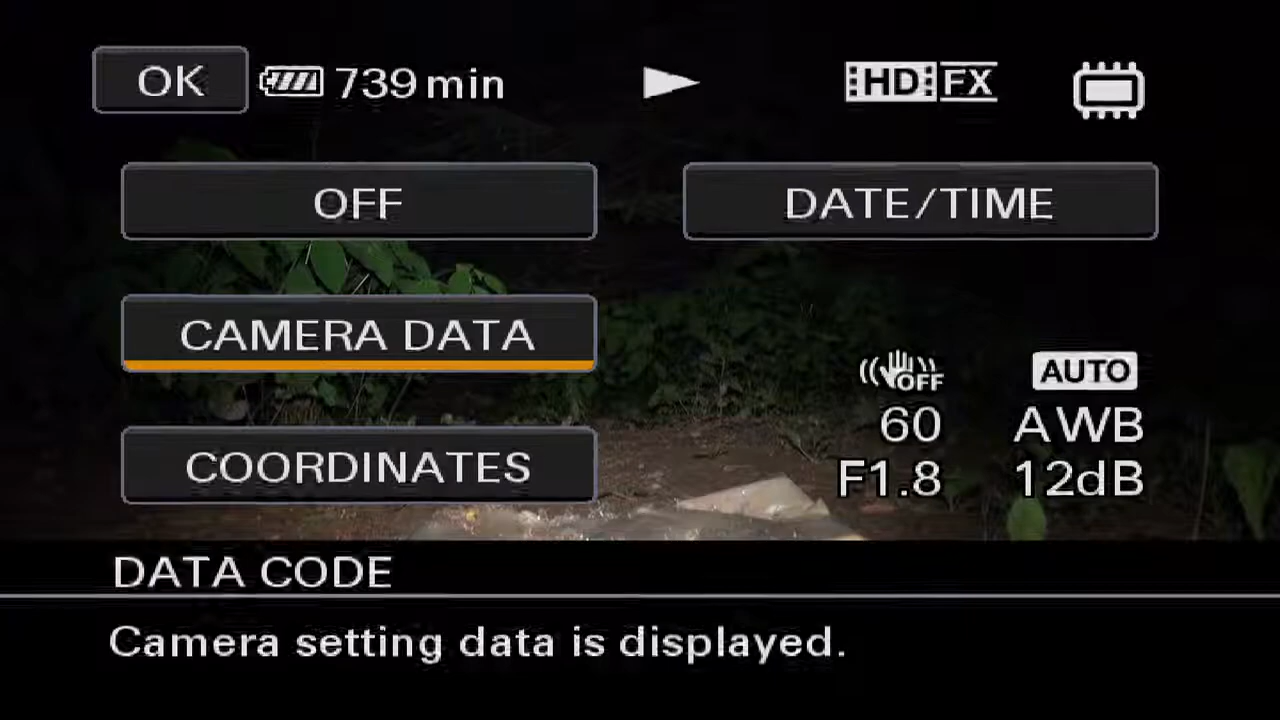 OK 739 min HD FX
OFF DATE/TIME
CAMERA DATA
OFF AUTO
60 AWB
COORDINATES
F1.8 12dB
DATA CODE
Camera setting data is displayed.